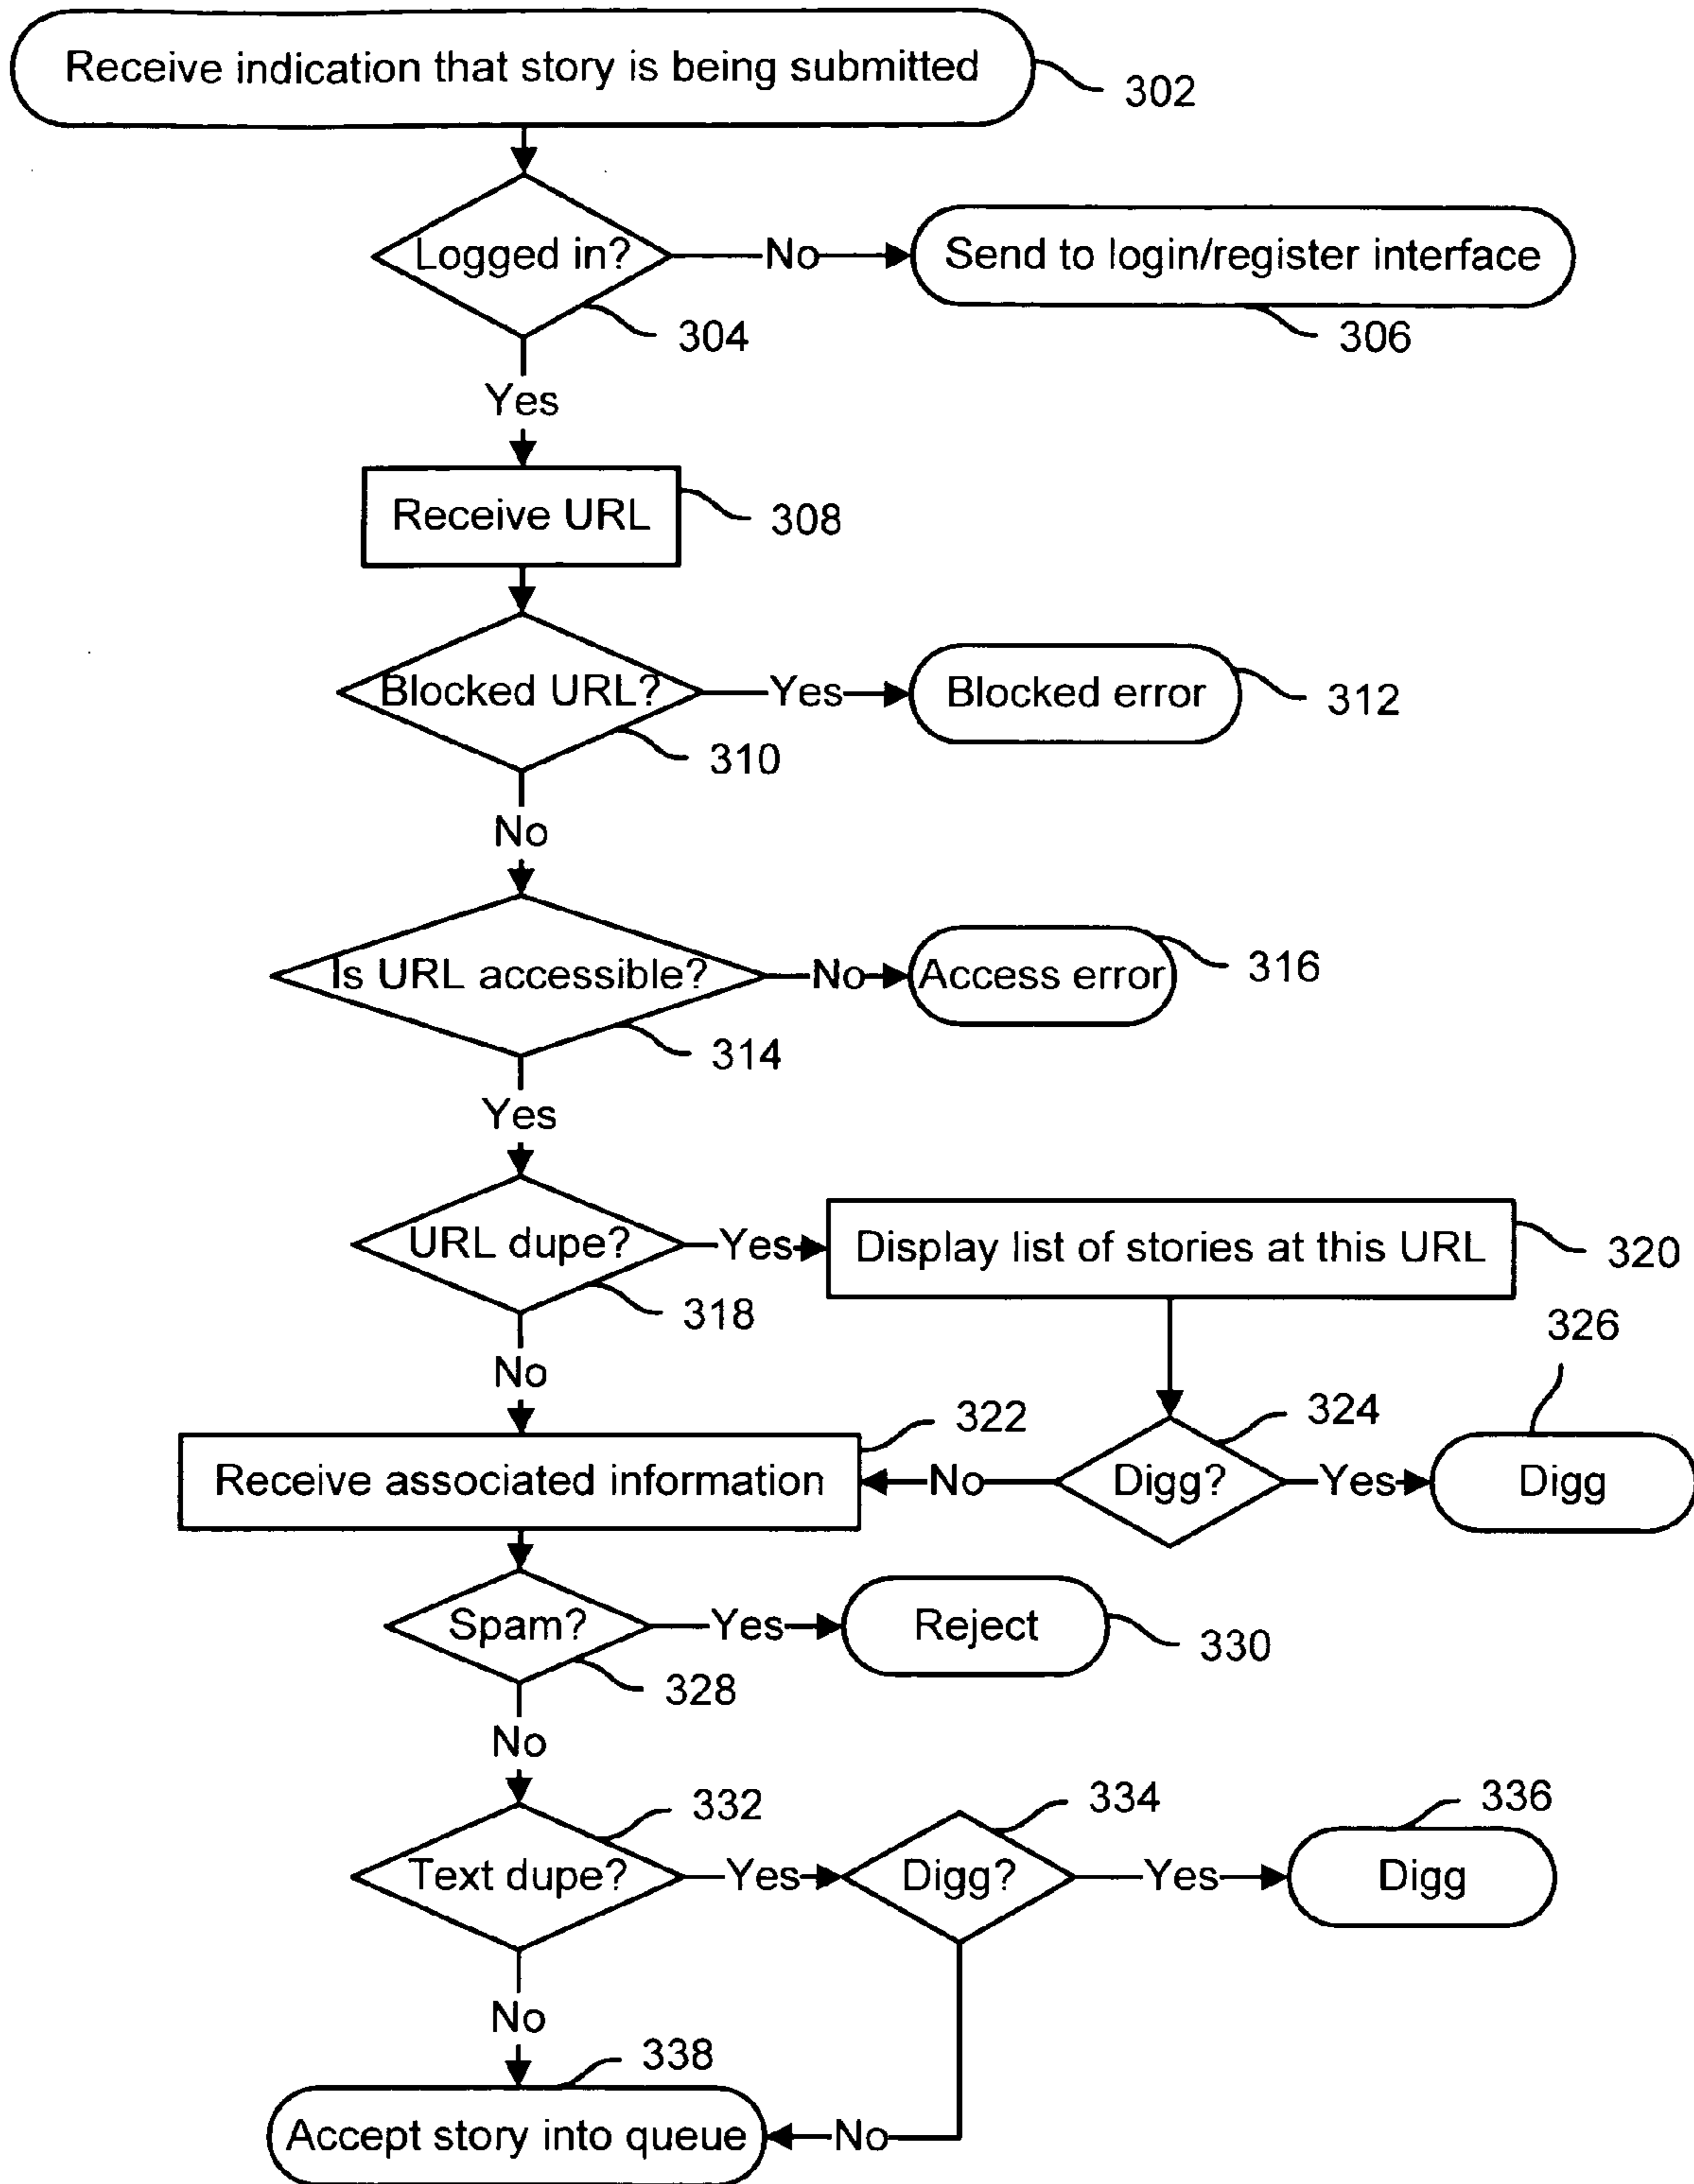 Receive indication that story is being submitted
302
Logged in?
No
Send to login/register interface
304
306
Yes
Receive URL
308
Blocked URL?
Yes
Blocked error
312
310
No
Is URL accessible?
No
Access error
316
314
Yes
URL dupe?
Yes
Display list of stories at this URL
320
318
326
No
322
324
Receive associated information
No
Digg?
Yes
Digg
Spam?
Yes
Reject
330
328
No
332
334
336
Text dupe?
Yes
Digg?
Yes
Digg
No
338
Accept story into queue
No